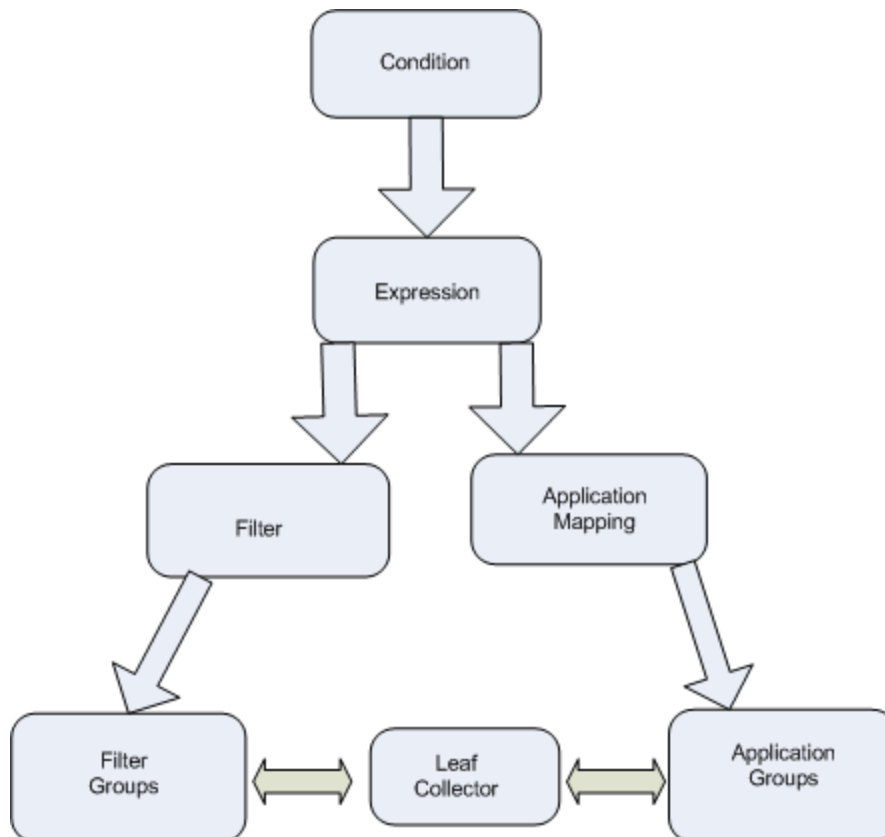 Condition
Expression
Filter
Application
Mapping
Filter
Groups
Leaf
Collector
Application
Groups